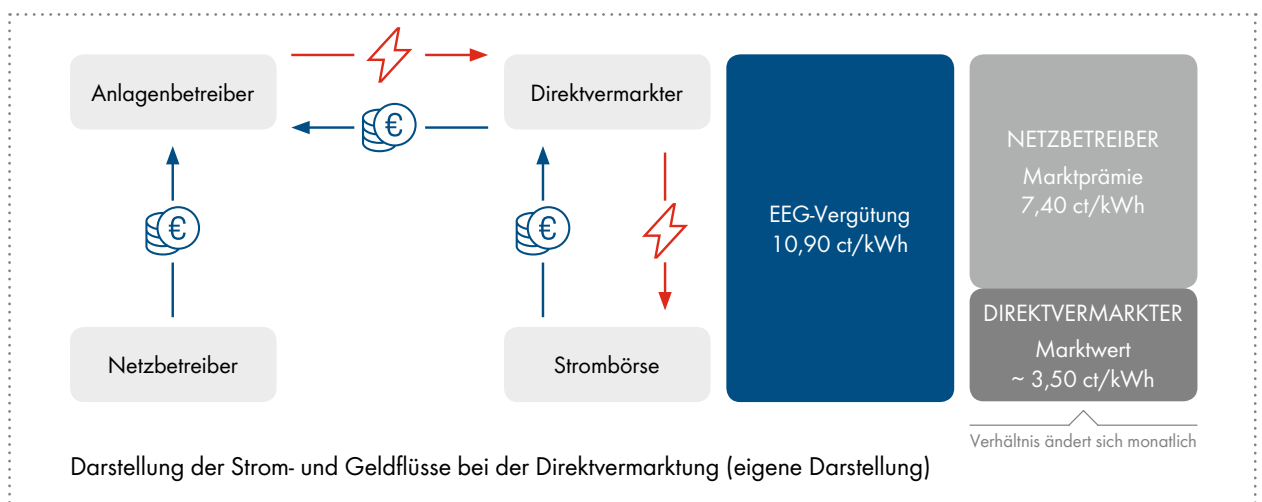 Anlagenbetreiber
€
Direktvermarkter
€
Netzbetreiber
€
Strombörse
EEG-Vergütung
10,90 ct/kWh
NETZBETREIBER
Marktprämie
7,40 ct/kWh
DIREKTVERMARKTER
Marktwert
~ 3,50 ct/kWh
Verhältnis ändert sich monatlich
Darstellung der Strom- und Geldflüsse bei der Direktvermarktung (eigene Darstellung)